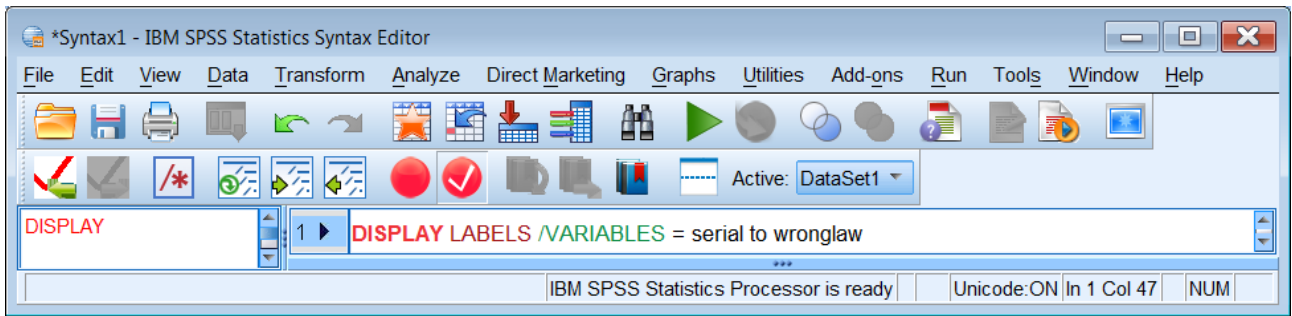 *Syntax1 - IBM SPSS Statistics Syntax Editor
File Edit View Data Transform Analyze Direct Marketing Graphs Utilities Add-ons Run Tools Window Help
/*
Active: DataSet1
DISPLAY
1 DISPLAY LABELS /VARIABLES = serial to wronglaw
IBM SPSS Statistics Processor is ready Unicode:ON In 1 Col 47 NUM